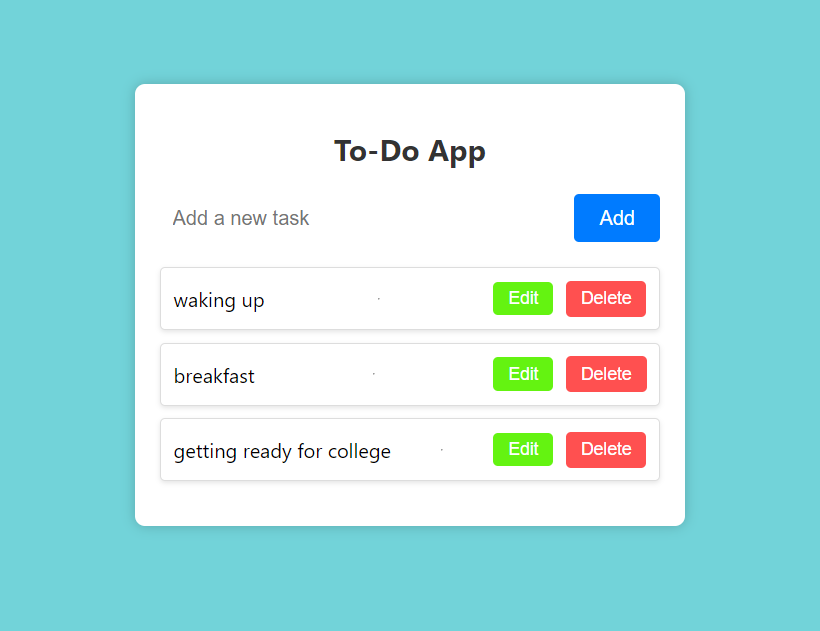 To-Do App
Add a new task Add
waking up Edit Delete
breakfast Edit Delete
getting ready for college Edit Delete